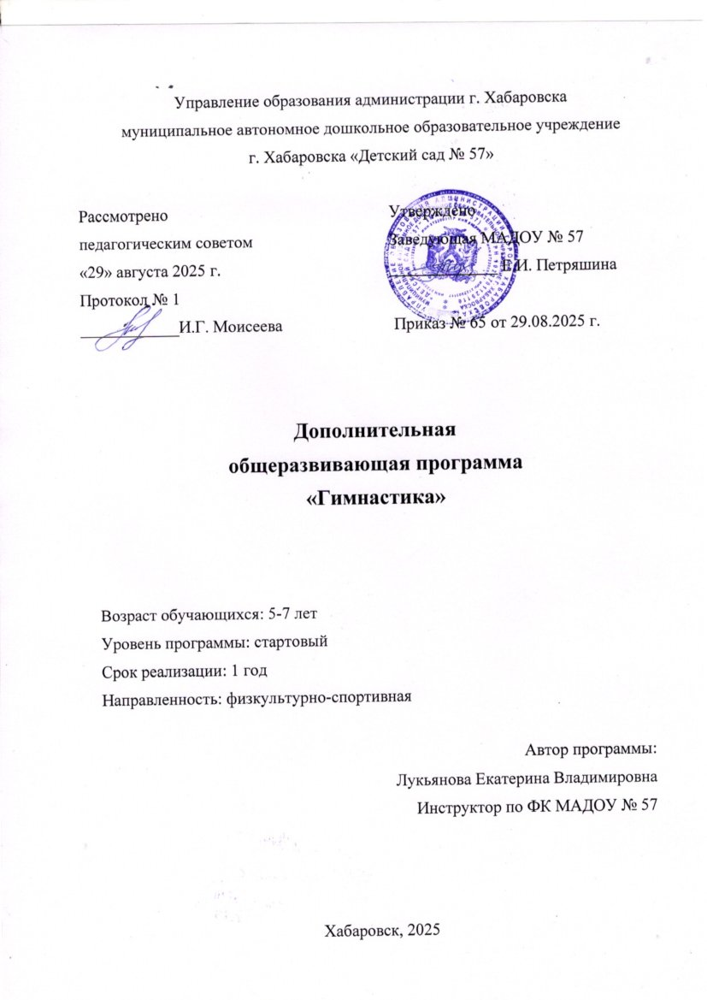 Управление образования администрации г. Хабаровска
муниципальное автономное дошкольное образовательное учреждение
г. Хабаровска «Детский сад № 57»
Рассмотрено
педагогическим советом
«29» августа 2025 г.
Протокол № 1
И.Г. Моисеева
Утверждено
Заведующая МАДОУ № 57
Е.И. Петряшина
Приказ № 65 от 29.08.2025 г.
Дополнительная
общеразвивающая программа
«Гимнастика»
Возраст обучающихся: 5-7 лет
Уровень программы: стартовый
Срок реализации: 1 год
Направленность: физкультурно-спортивная
Автор программы:
Лукьянова Екатерина Владимировна
Инструктор по ФК МАДОУ № 57
Хабаровск, 2025